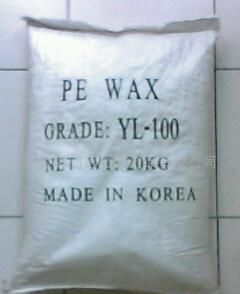 PE WAX
GRADE: YL-100
NET WT: 20KG
MADE IN KOREA